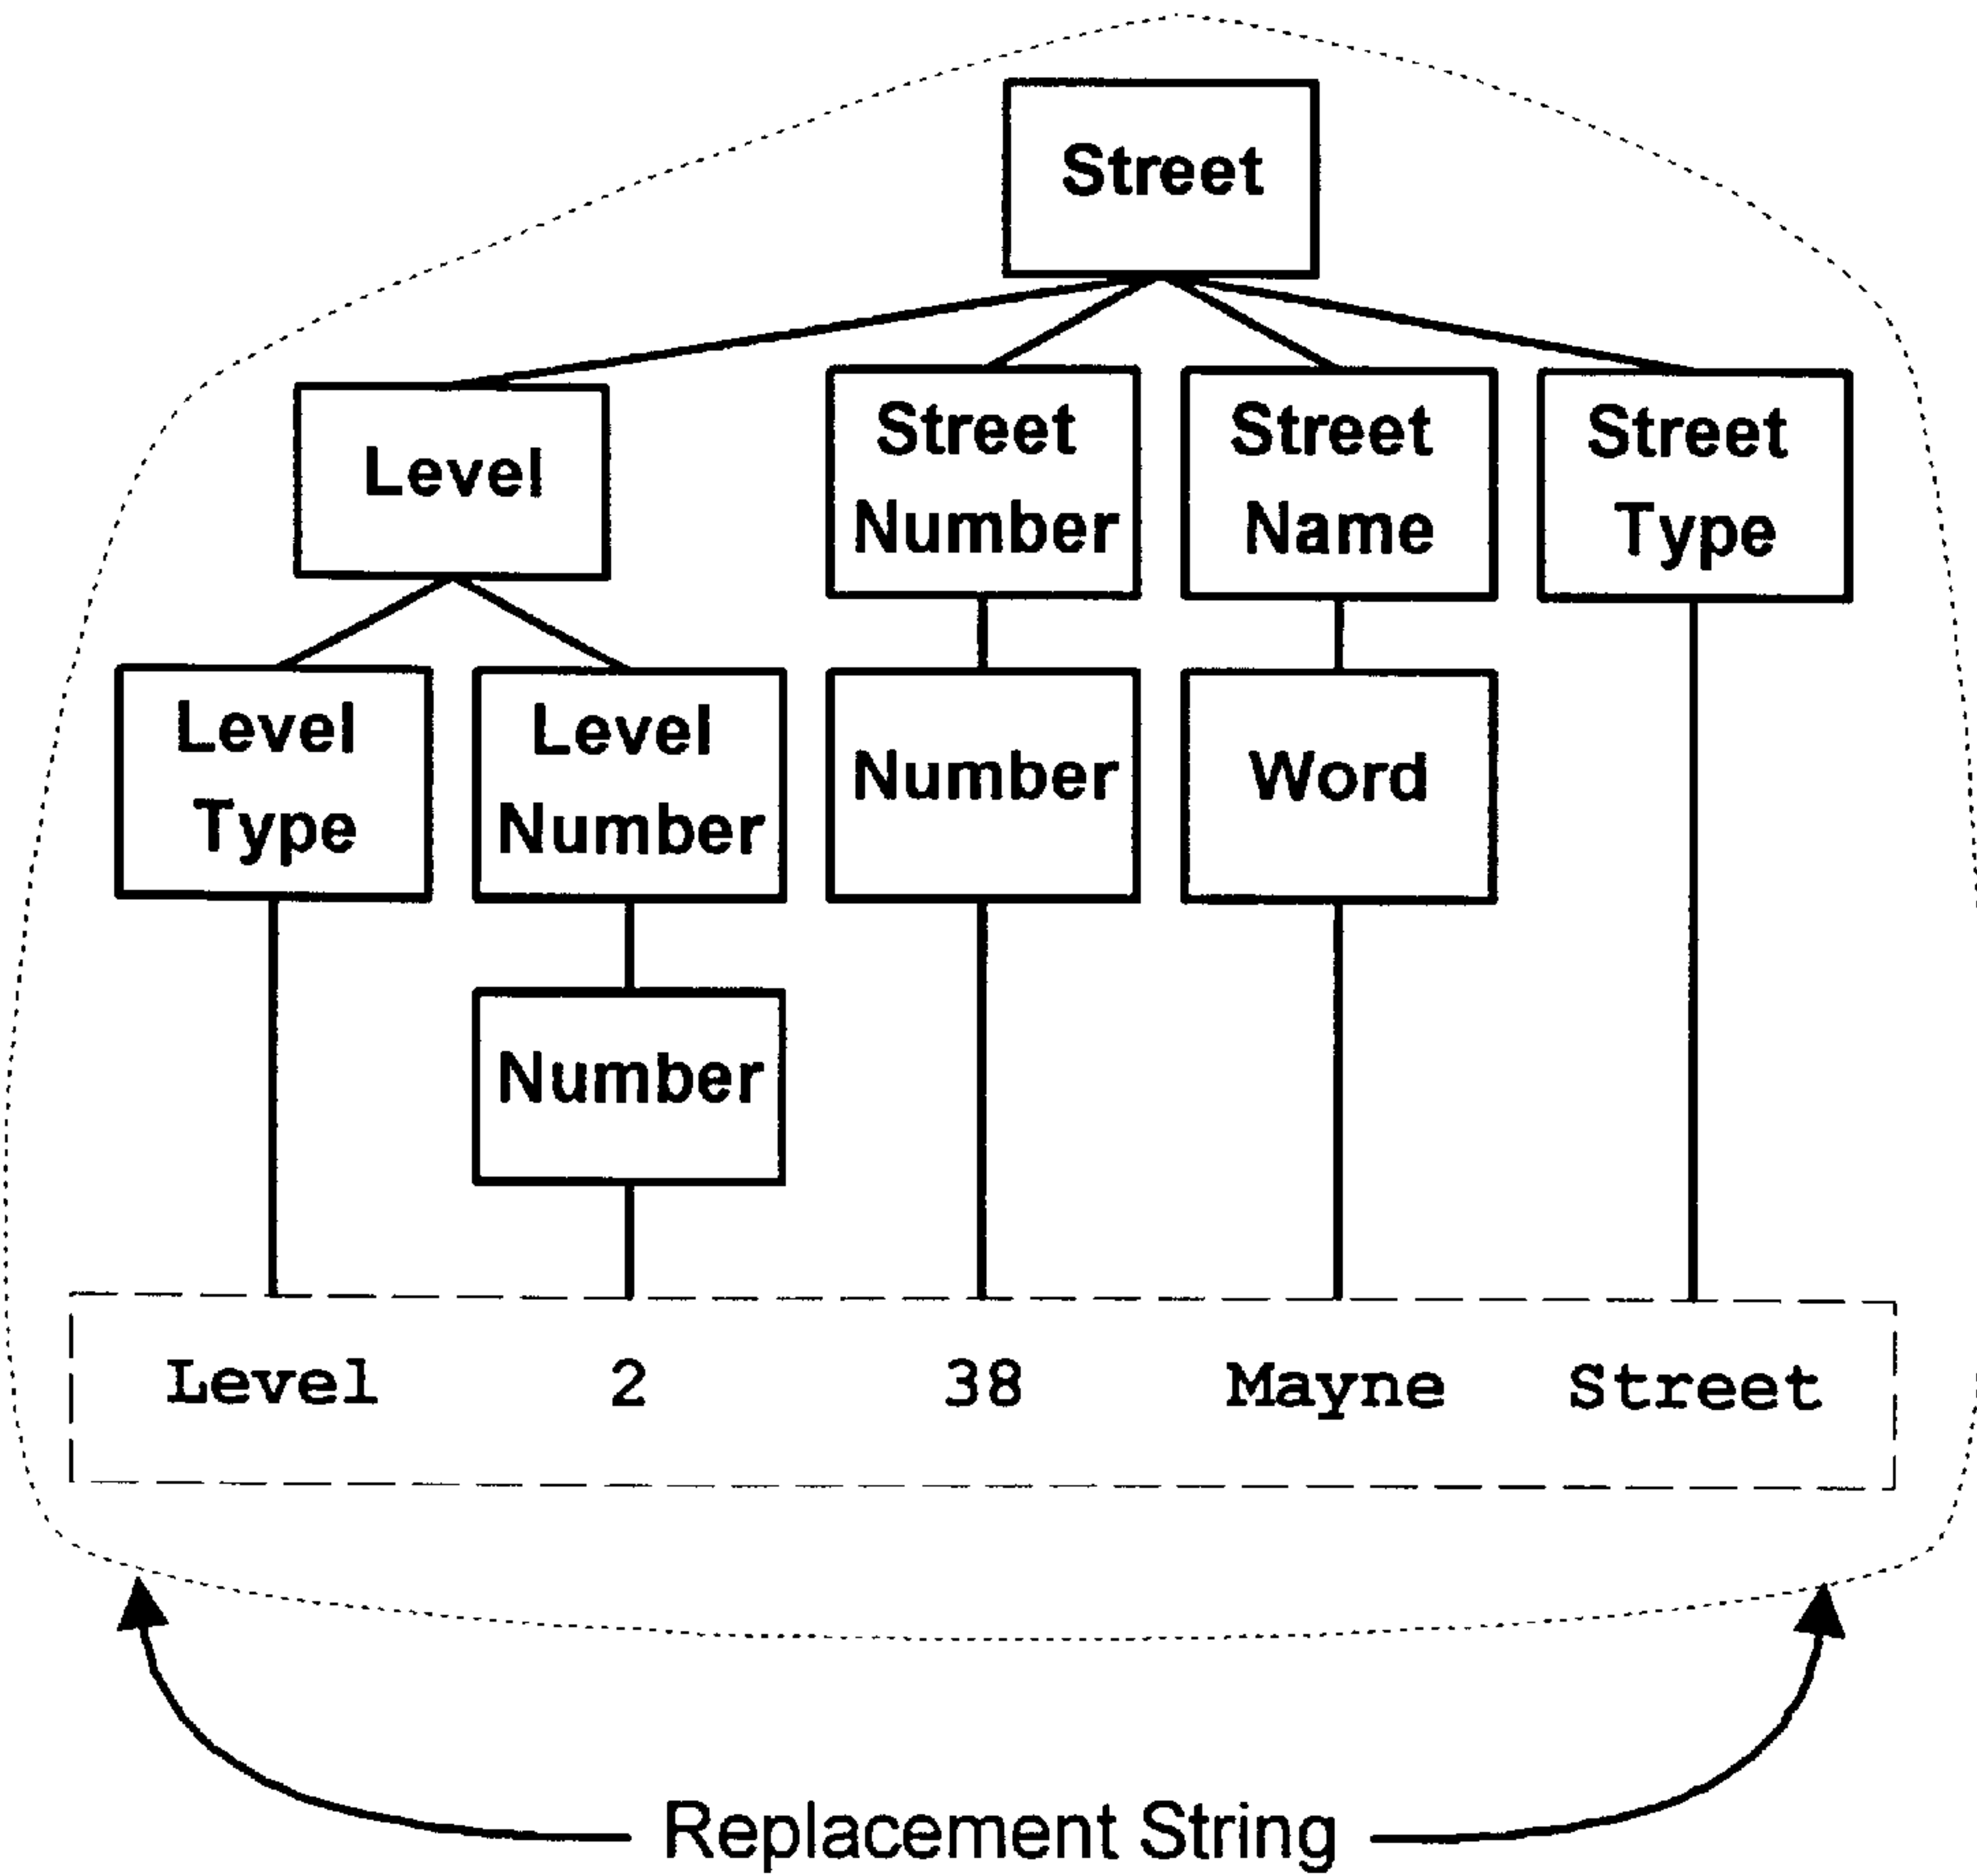 Street
Level
Street
Number
Street
Name
Street
Type
Level
Type
Level
Number
Number
Word
Number
Level 2 38 Mayne Street
Replacement String